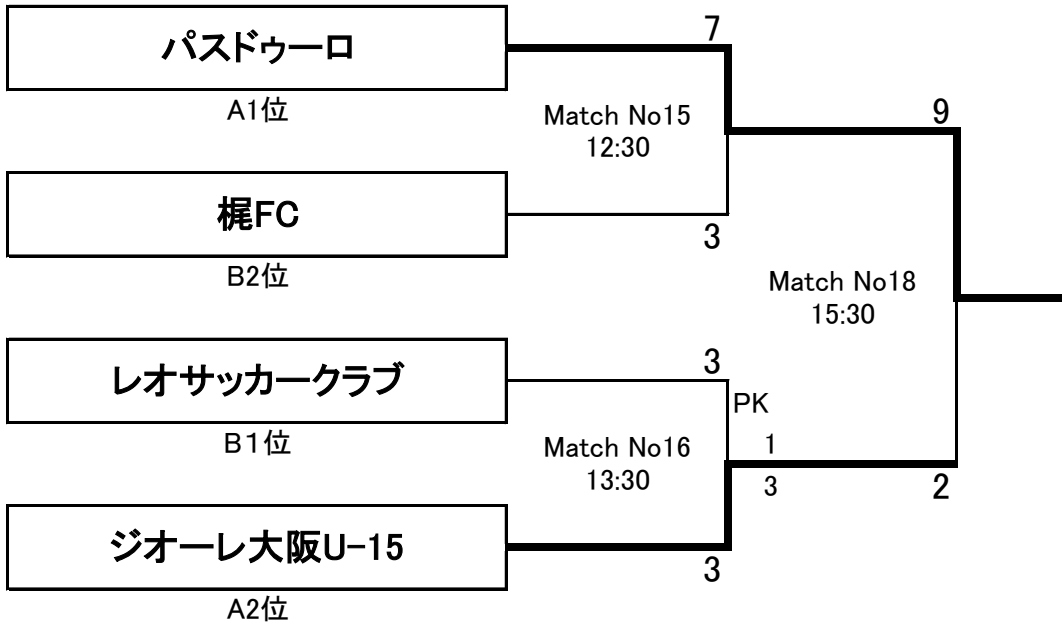 パスドゥーロ
7
A1位
Match No15
12:30
9
梶FC
3
B2位
Match No18
15:30
レオサッカークラブ
3
PK
B1位
Match No16
13:30
1
3
2
ジオーレ大阪U-15
3
A2位